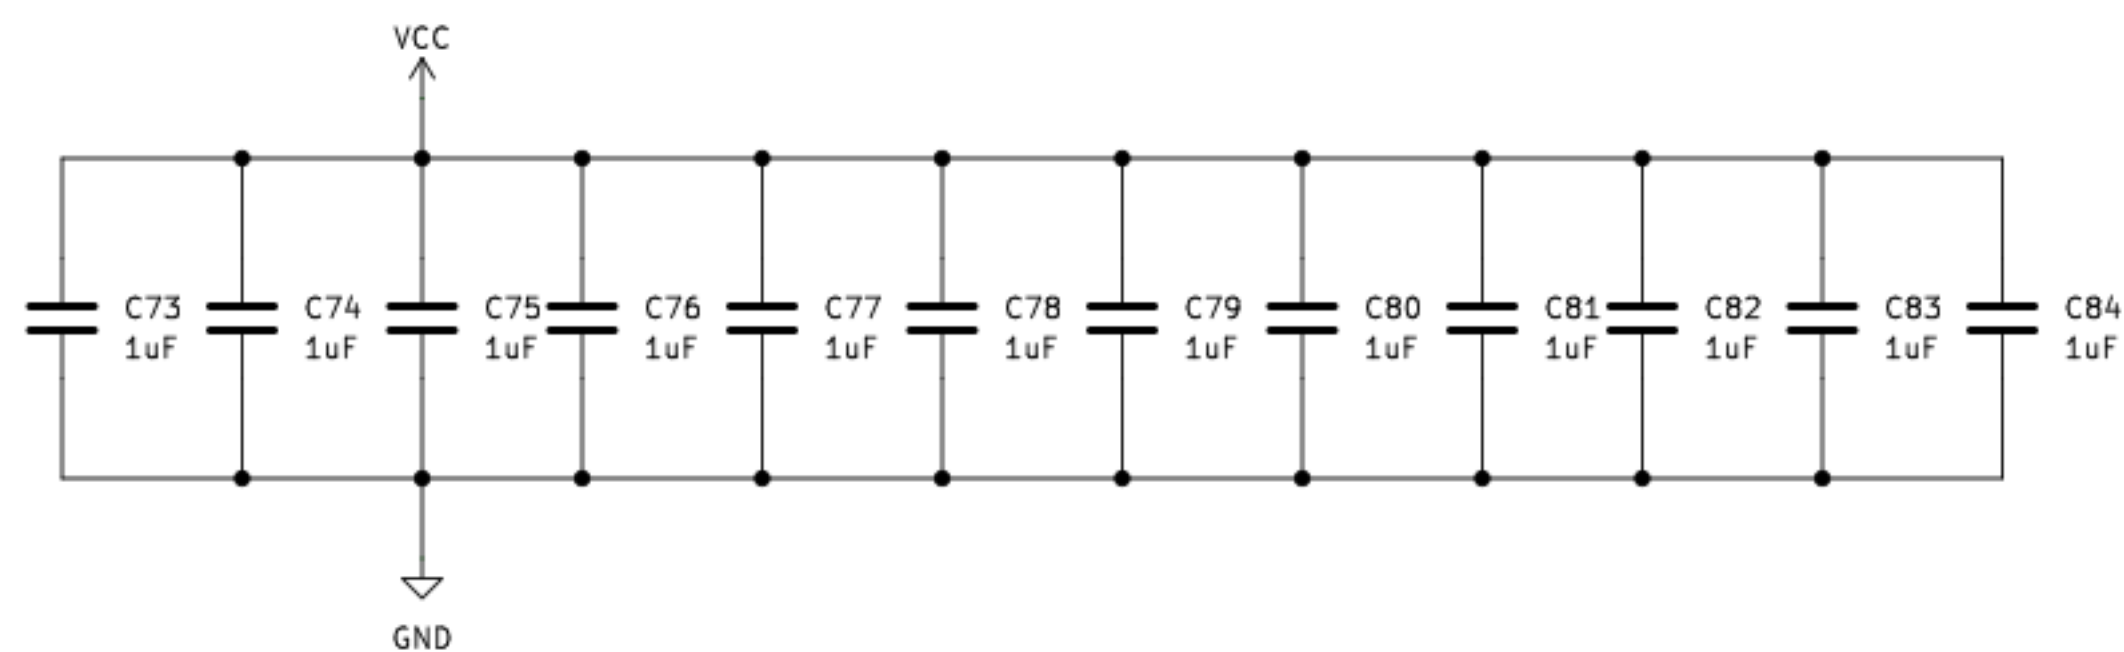 VCC
C73 C74 C75 C76 C77 C78 C79 C80 C81 C82 C83 C84
1uF 1uF 1uF 1uF 1uF 1uF 1uF 1uF 1uF 1uF 1uF 1uF
GND